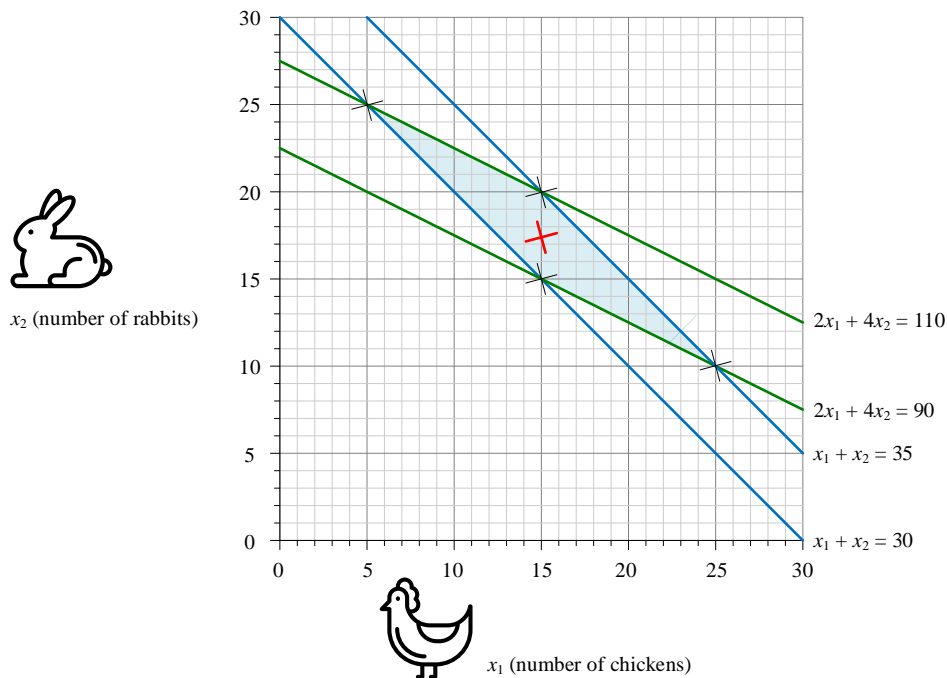 30
25
20
15
10
5
0
x₂ (number of rabbits)
2x₁ + 4x₂ = 110
2x₁ + 4x₂ = 90
x₁ + x₂ = 35
x₁ + x₂ = 30
0 5 10 15 20 25 30
x₁ (number of chickens)